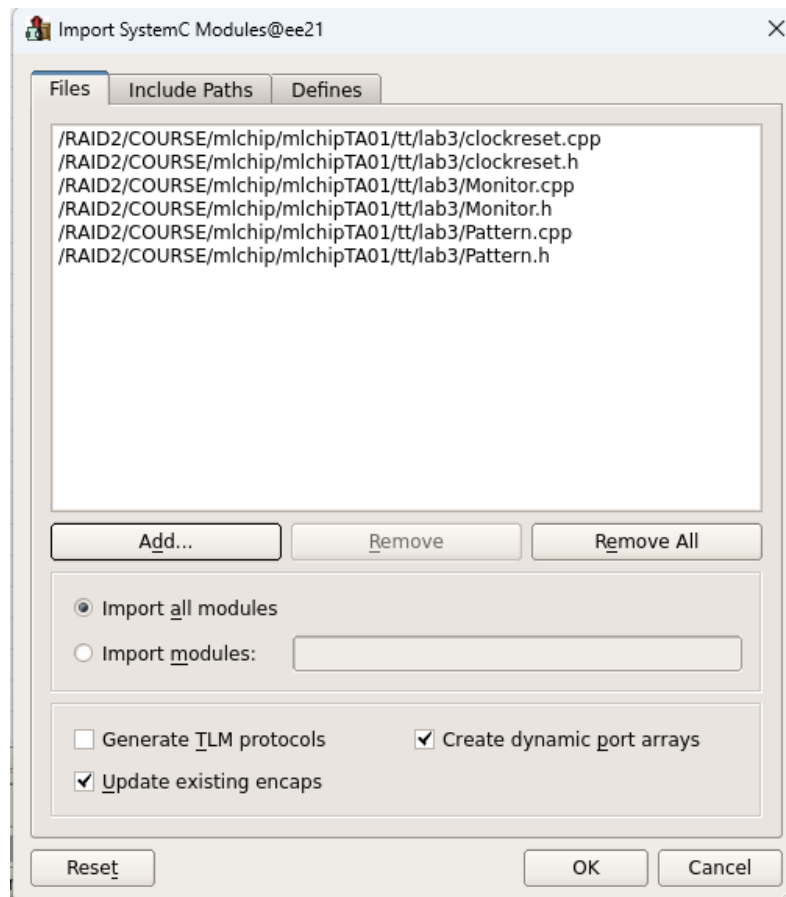 Import SystemC Modules@ee21
Files Include Paths Defines
/RAID2/COURSE/mlchip/mlchipTA01/tt/lab3/clockreset.cpp
/RAID2/COURSE/mlchip/mlchipTA01/tt/lab3/clockreset.h
/RAID2/COURSE/mlchip/mlchipTA01/tt/lab3/Monitor.cpp
/RAID2/COURSE/mlchip/mlchipTA01/tt/lab3/Monitor.h
/RAID2/COURSE/mlchip/mlchipTA01/tt/lab3/Pattern.cpp
/RAID2/COURSE/mlchip/mlchipTA01/tt/lab3/Pattern.h
Add... Remove Remove All
Import all modules
Import modules:
Generate TLM protocols Create dynamic port arrays
Update existing encaps
Reset OK Cancel